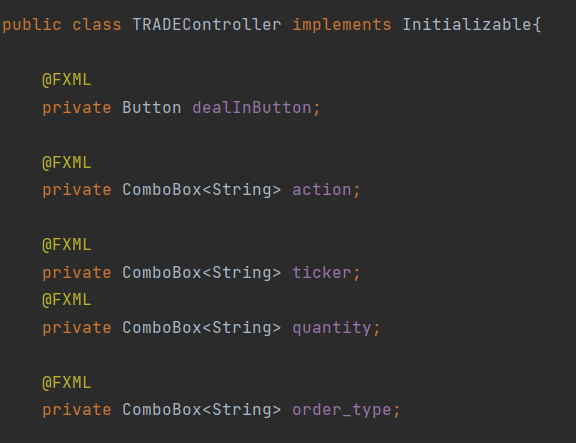 public class TRADEController implements Initializable{
@FXML
private Button dealInButton;
@FXML
private ComboBox<String> action;
@FXML
private ComboBox<String> ticker;
@FXML
private ComboBox<String> quantity;
@FXML
private ComboBox<String> order_type;